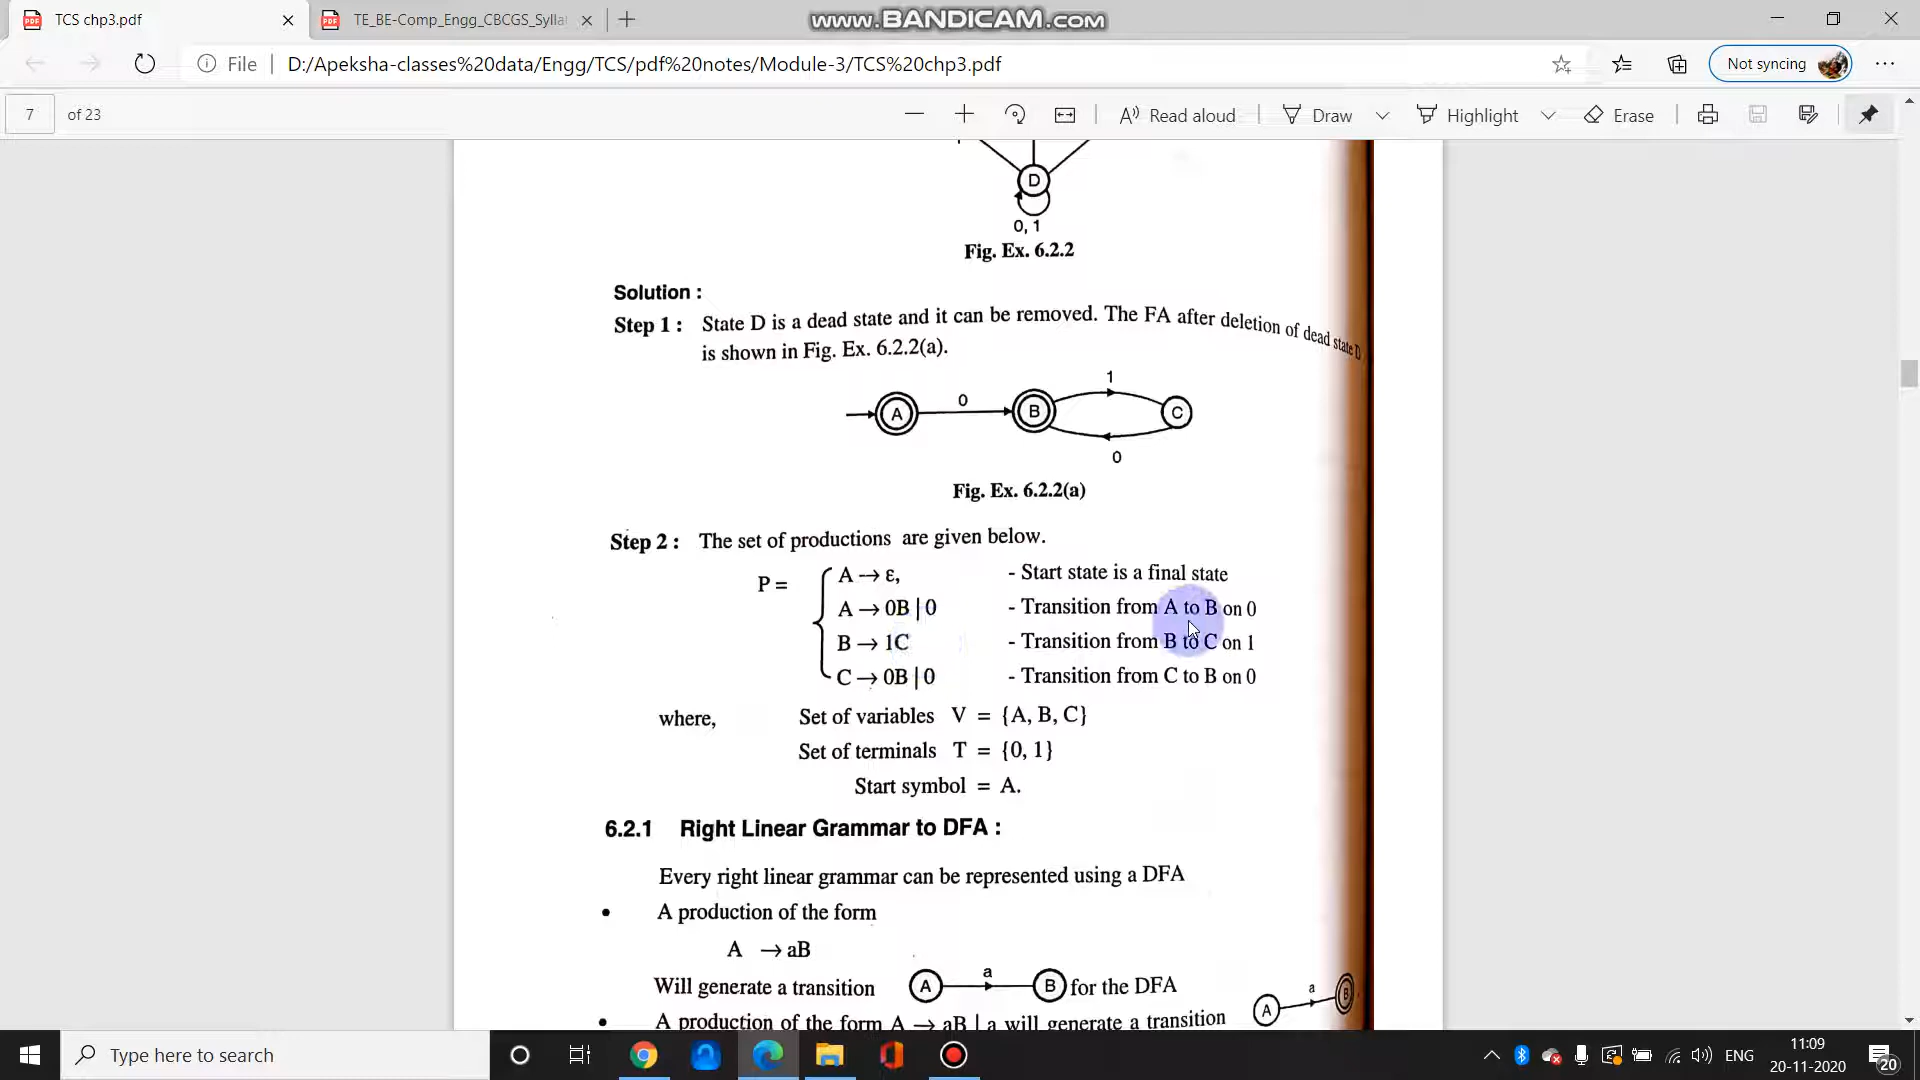 TCS chp3.pdf
TE_BE-Comp_Engg_CBCGS_Sylla
www.BANDICAM.com
File
D:/Apeksha-classes%20data/Engg/TCS/pdf%20notes/Module-3/TCS%20chp3.pdf
Not syncing
7 of 23
Read aloud
Draw
Highlight
Erase
D
0, 1
Fig. Ex. 6.2.2
Solution :
Step 1 : State D is a dead state and it can be removed. The FA after deletion of dead state D
is shown in Fig. Ex. 6.2.2(a).
1
A 0 B C
0
Fig. Ex. 6.2.2(a)
Step 2 : The set of productions are given below.
P = A → ε, - Start state is a final state
A → 0B | 0 - Transition from A to B on 0
B → 1C - Transition from B to C on 1
C → 0B | 0 - Transition from C to B on 0
where, Set of variables V = {A, B, C}
Set of terminals T = {0, 1}
Start symbol = A.
6.2.1 Right Linear Grammar to DFA :
Every right linear grammar can be represented using a DFA
• A production of the form
A → aB
Will generate a transition A a B for the DFA
• A production of the form A → aB | a will generate a transition A a B
Type here to search
ENG
11:09
20-11-2020
20